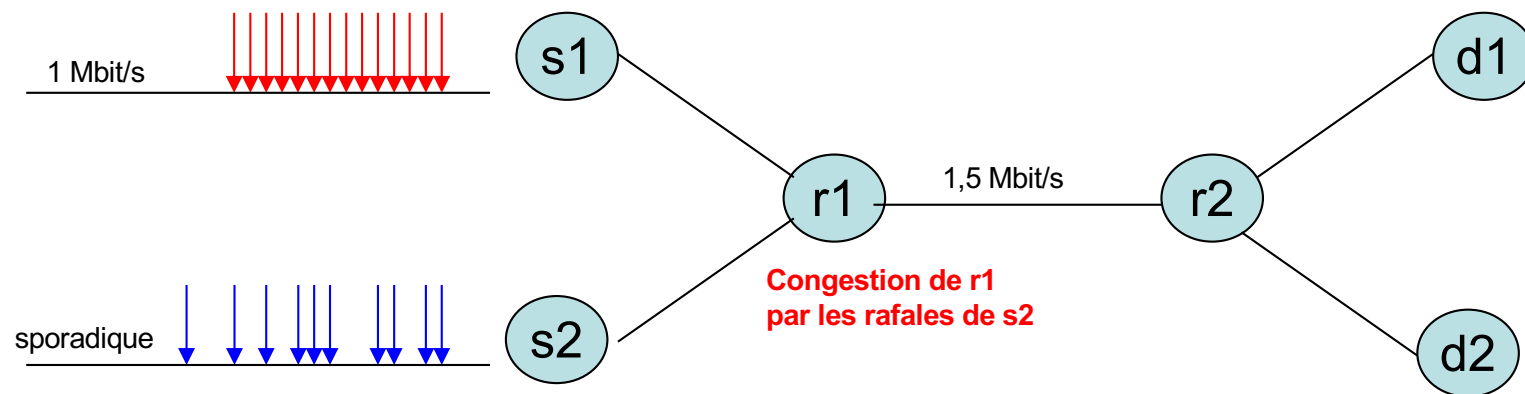 1 Mbit/s
s1
d1
r1
1,5 Mbit/s
r2
Congestion de r1
par les rafales de s2
sporadique
s2
d2